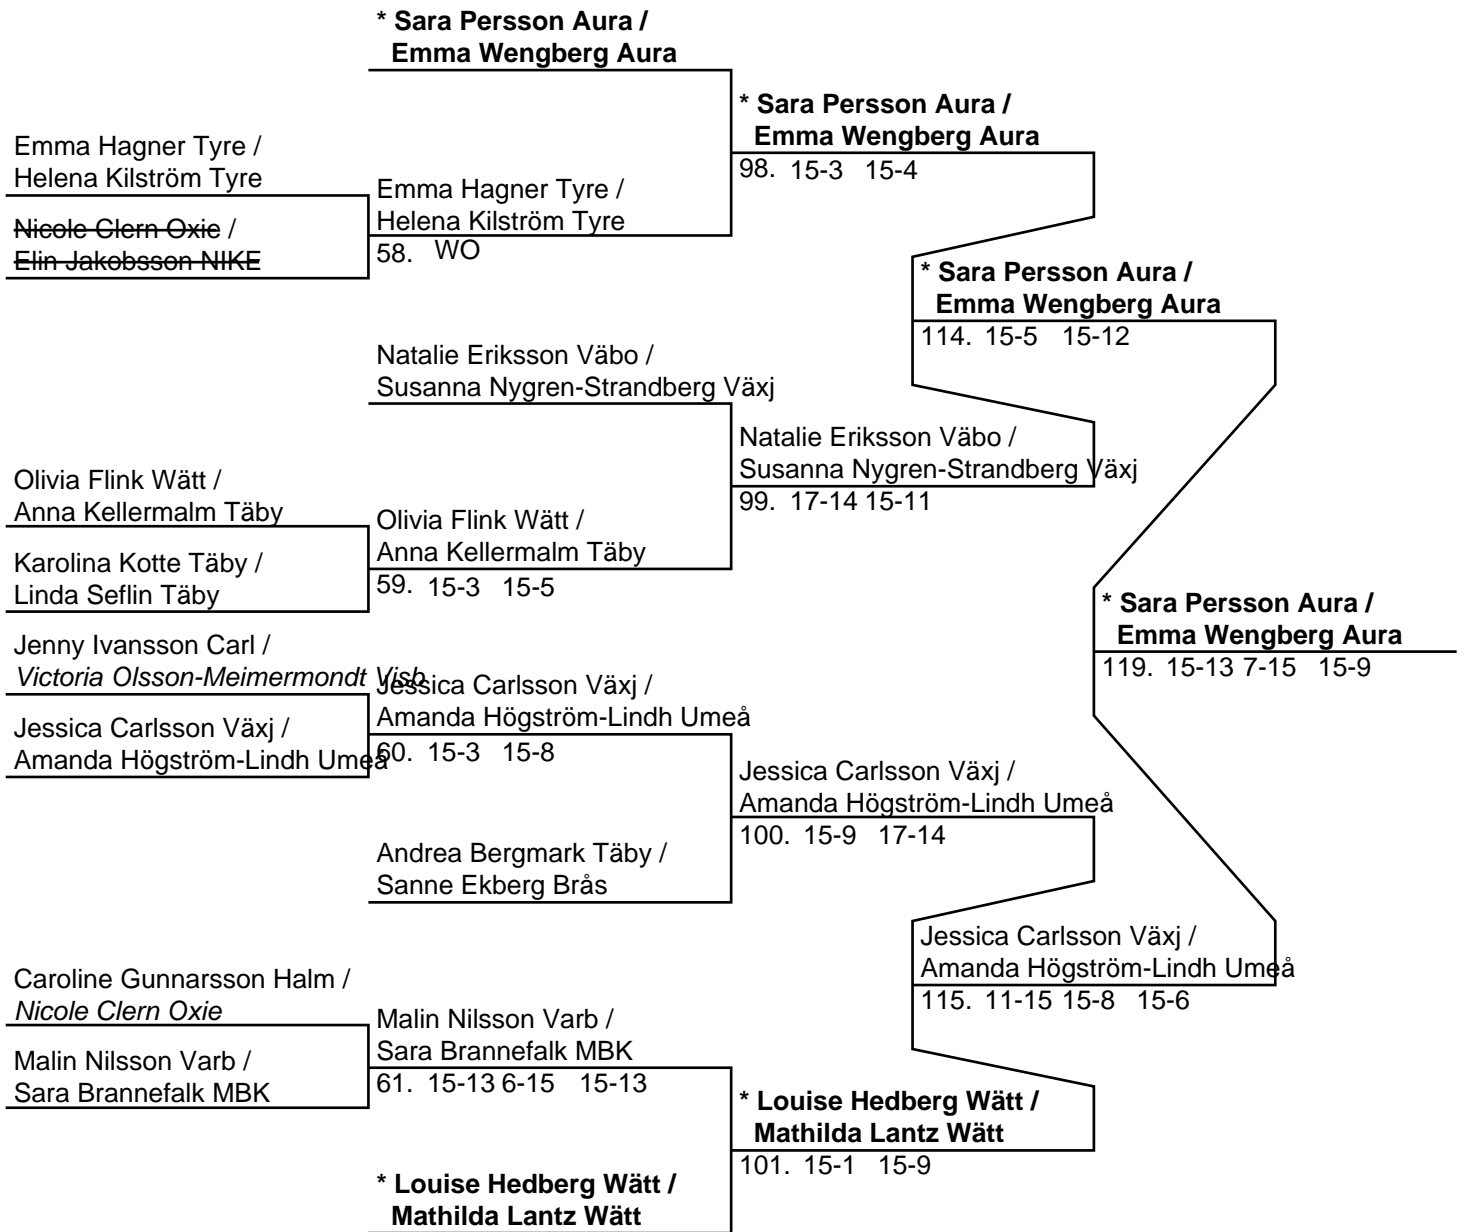 * Sara Persson Aura /
Emma Wengberg Aura
* Sara Persson Aura /
Emma Wengberg Aura
98. 15-3 15-4
Emma Hagner Tyre /
Helena Kilström Tyre
Nicole Clern Oxie /
Elin Jakobsson NIKE
Emma Hagner Tyre /
Helena Kilström Tyre
58. WO
* Sara Persson Aura /
Emma Wengberg Aura
114. 15-5 15-12
Natalie Eriksson Väbo /
Susanna Nygren-Strandberg Växj
Natalie Eriksson Väbo /
Susanna Nygren-Strandberg Växj
99. 17-14 15-11
Olivia Flink Wätt /
Anna Kellermalm Täby
Karolina Kotte Täby /
Linda Seflin Täby
Olivia Flink Wätt /
Anna Kellermalm Täby
59. 15-3 15-5
* Sara Persson Aura /
Emma Wengberg Aura
119. 15-13 7-15 15-9
Jenny Ivansson Carl /
Victoria Olsson-Meimermondt Visb
Jessica Carlsson Växj /
Amanda Högström-Lindh Umeå
Jessica Carlsson Växj /
Amanda Högström-Lindh Umeå
60. 15-3 15-8
Jessica Carlsson Växj /
Amanda Högström-Lindh Umeå
100. 15-9 17-14
Andrea Bergmark Täby /
Sanne Ekberg Brås
Jessica Carlsson Växj /
Amanda Högström-Lindh Umeå
115. 11-15 15-8 15-6
Caroline Gunnarsson Halm /
Nicole Clern Oxie
Malin Nilsson Varb /
Sara Brannefalk MBK
Malin Nilsson Varb /
Sara Brannefalk MBK
61. 15-13 6-15 15-13
* Louise Hedberg Wätt /
Mathilda Lantz Wätt
101. 15-1 15-9
* Louise Hedberg Wätt /
Mathilda Lantz Wätt